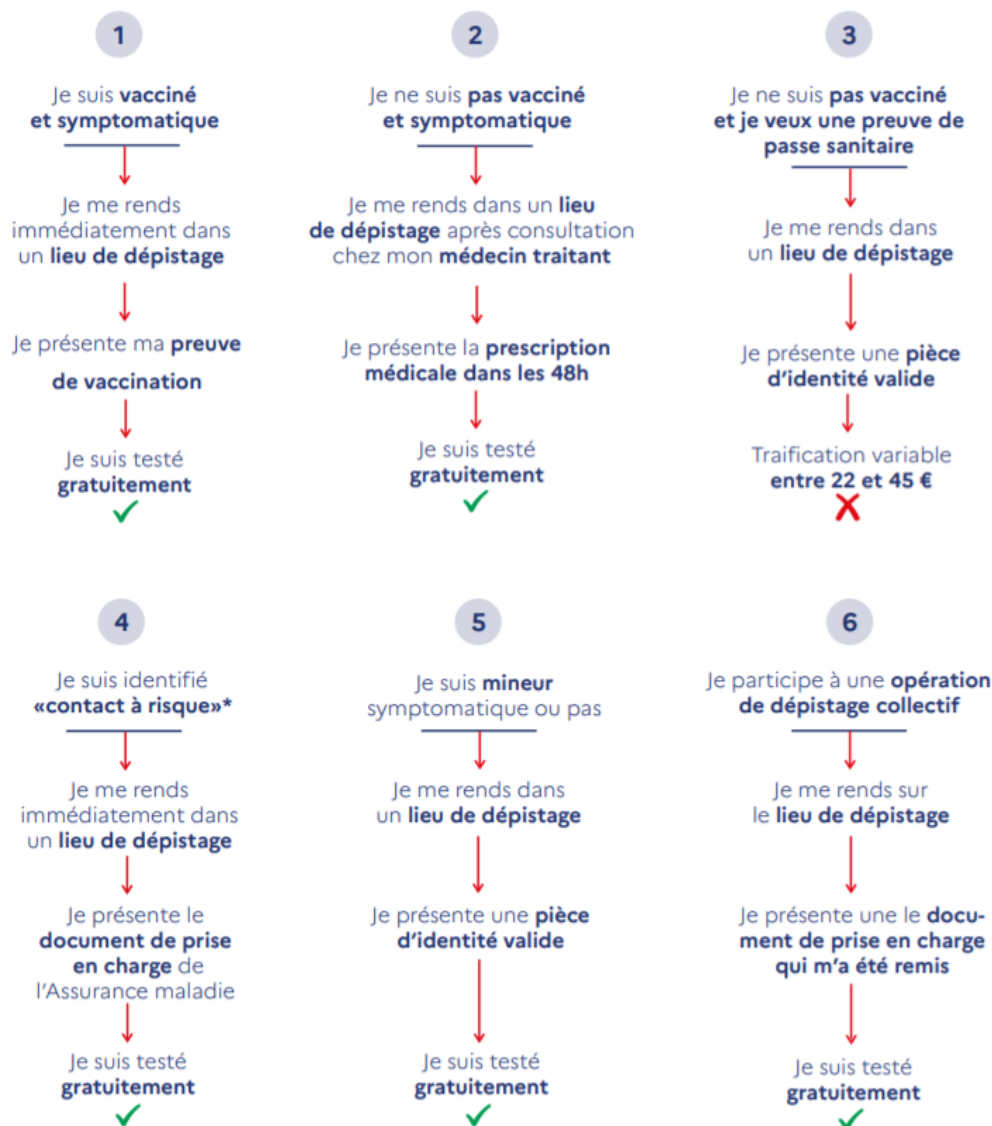 1
Je suis vacciné
et symptomatique
Je me rends
immédiatement dans
un lieu de dépistage
Je présente ma preuve
de vaccination
Je suis testé
gratuitement
2
Je ne suis pas vacciné
et symptomatique
Je me rends dans un lieu
de dépistage après consultation
chez mon médecin traitant
Je présente la prescription
médicale dans les 48h
Je suis testé
gratuitement
3
Je ne suis pas vacciné
et je veux une preuve de
passe sanitaire
Je me rends dans
un lieu de dépistage
Je présente une pièce
d'identité valide
Traification variable
entre 22 et 45 €
4
Je suis identifié
«contact à risque»*
Je me rends
immédiatement dans
un lieu de dépistage
Je présente le
document de prise
en charge de
l'Assurance maladie
Je suis testé
gratuitement
5
Je suis mineur
symptomatique ou pas
Je me rends dans
un lieu de dépistage
Je présente une pièce
d'identité valide
Je suis testé
gratuitement
6
Je participe à une opération
de dépistage collectif
Je me rends sur
le lieu de dépistage
Je présente une le docu-
ment de prise en charge
qui m'a été remis
Je suis testé
gratuitement